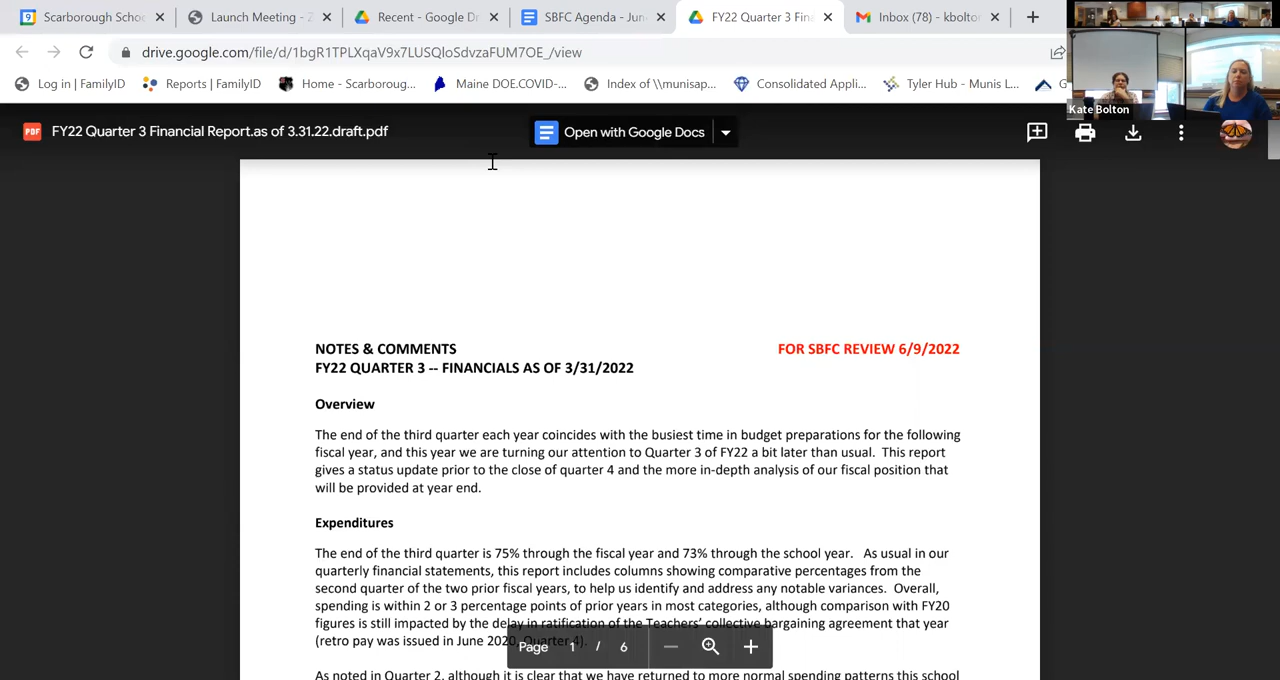 Scarborough Schoo
Launch Meeting - Z
Recent - Google Dr
SBFC Agenda - Jun
FY22 Quarter 3 Fin
Inbox (78) - kbolto
drive.google.com/file/d/1bgR1TPLXqaV9x7LUSQloSdvzaFUM7OE_/view
Log in | FamilyID
Reports | FamilyID
Home - Scarboroug...
Maine DOE.COVID-...
Index of \\munisap...
Consolidated Appli...
Tyler Hub - Munis L...
G
Kate Bolton
PDF
FY22 Quarter 3 Financial Report.as of 3.31.22.draft.pdf
Open with Google Docs
NOTES & COMMENTS
FOR SBFC REVIEW 6/9/2022
FY22 QUARTER 3 -- FINANCIALS AS OF 3/31/2022
Overview
The end of the third quarter each year coincides with the busiest time in budget preparations for the following
fiscal year, and this year we are turning our attention to Quarter 3 of FY22 a bit later than usual. This report
gives a status update prior to the close of quarter 4 and the more in-depth analysis of our fiscal position that
will be provided at year end.
Expenditures
The end of the third quarter is 75% through the fiscal year and 73% through the school year. As usual in our
quarterly financial statements, this report includes columns showing comparative percentages from the
second quarter of the two prior fiscal years, to help us identify and address any notable variances. Overall,
spending is within 2 or 3 percentage points of prior years in most categories, although comparison with FY20
figures is still impacted by the delay in ratification of the Teachers' collective bargaining agreement that year
(retro pay was issued in June 2020, Quarter 4).
Page 1 / 6
As noted in Quarter 2, although it is clear that we have returned to more normal spending patterns this school